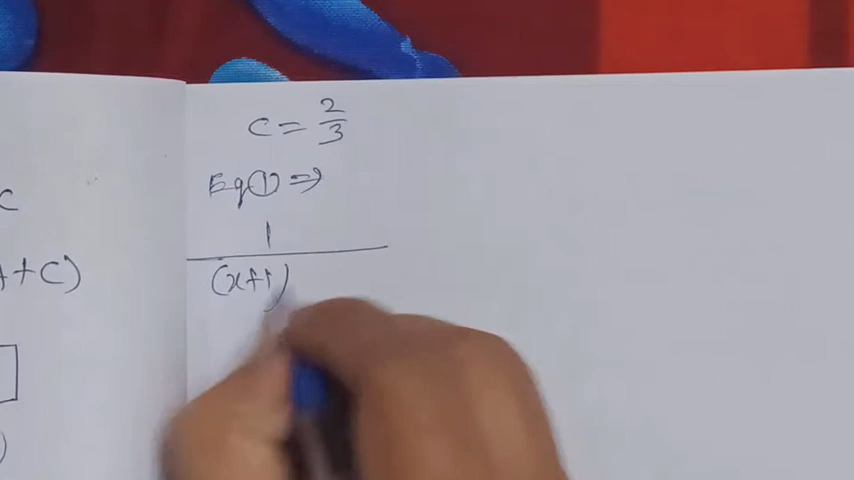 c
+ c)
)
c = 2/3
Eq ① ⇒
1
(x+1)